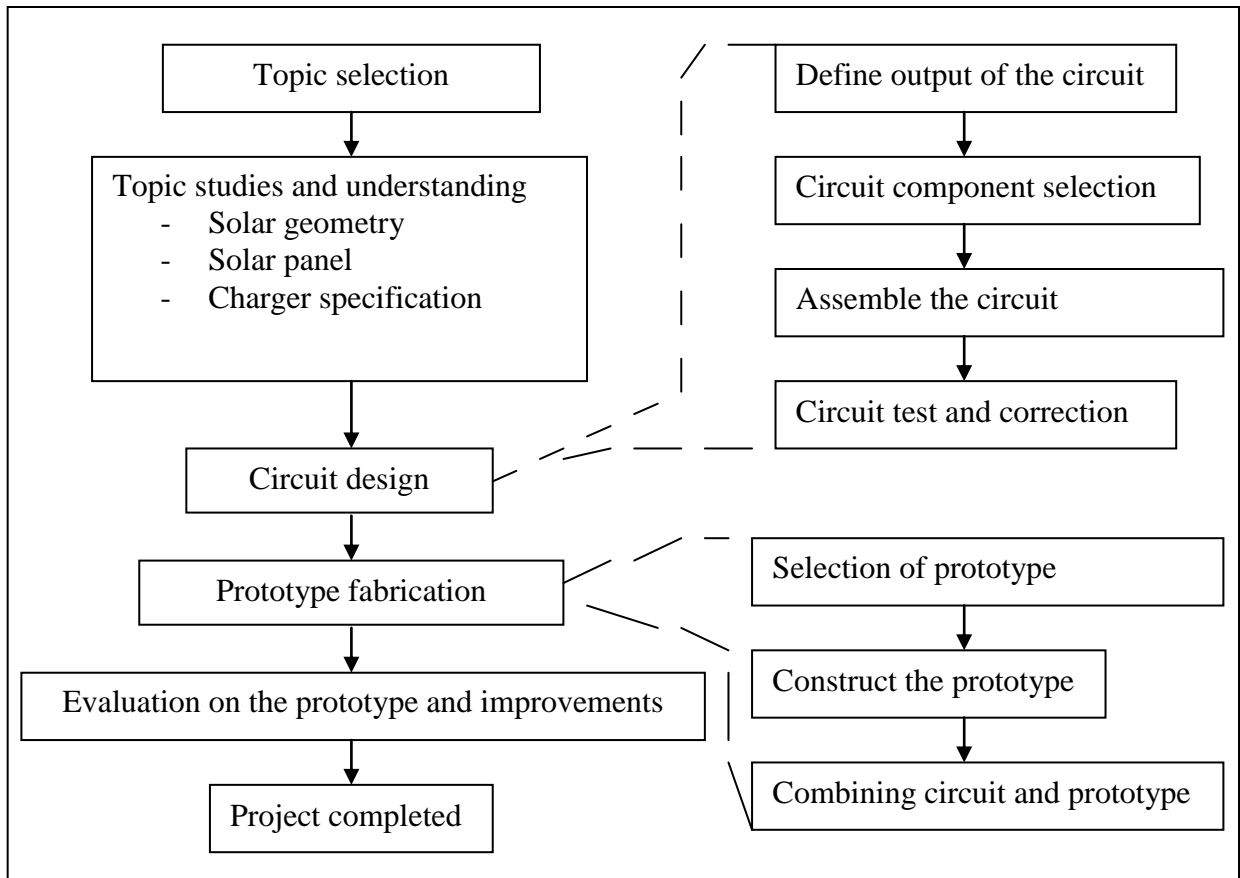 Topic selection
Topic studies and understanding
- Solar geometry
- Solar panel
- Charger specification
Circuit design
Prototype fabrication
Evaluation on the prototype and improvements
Project completed
Define output of the circuit
Circuit component selection
Assemble the circuit
Circuit test and correction
Selection of prototype
Construct the prototype
Combining circuit and prototype